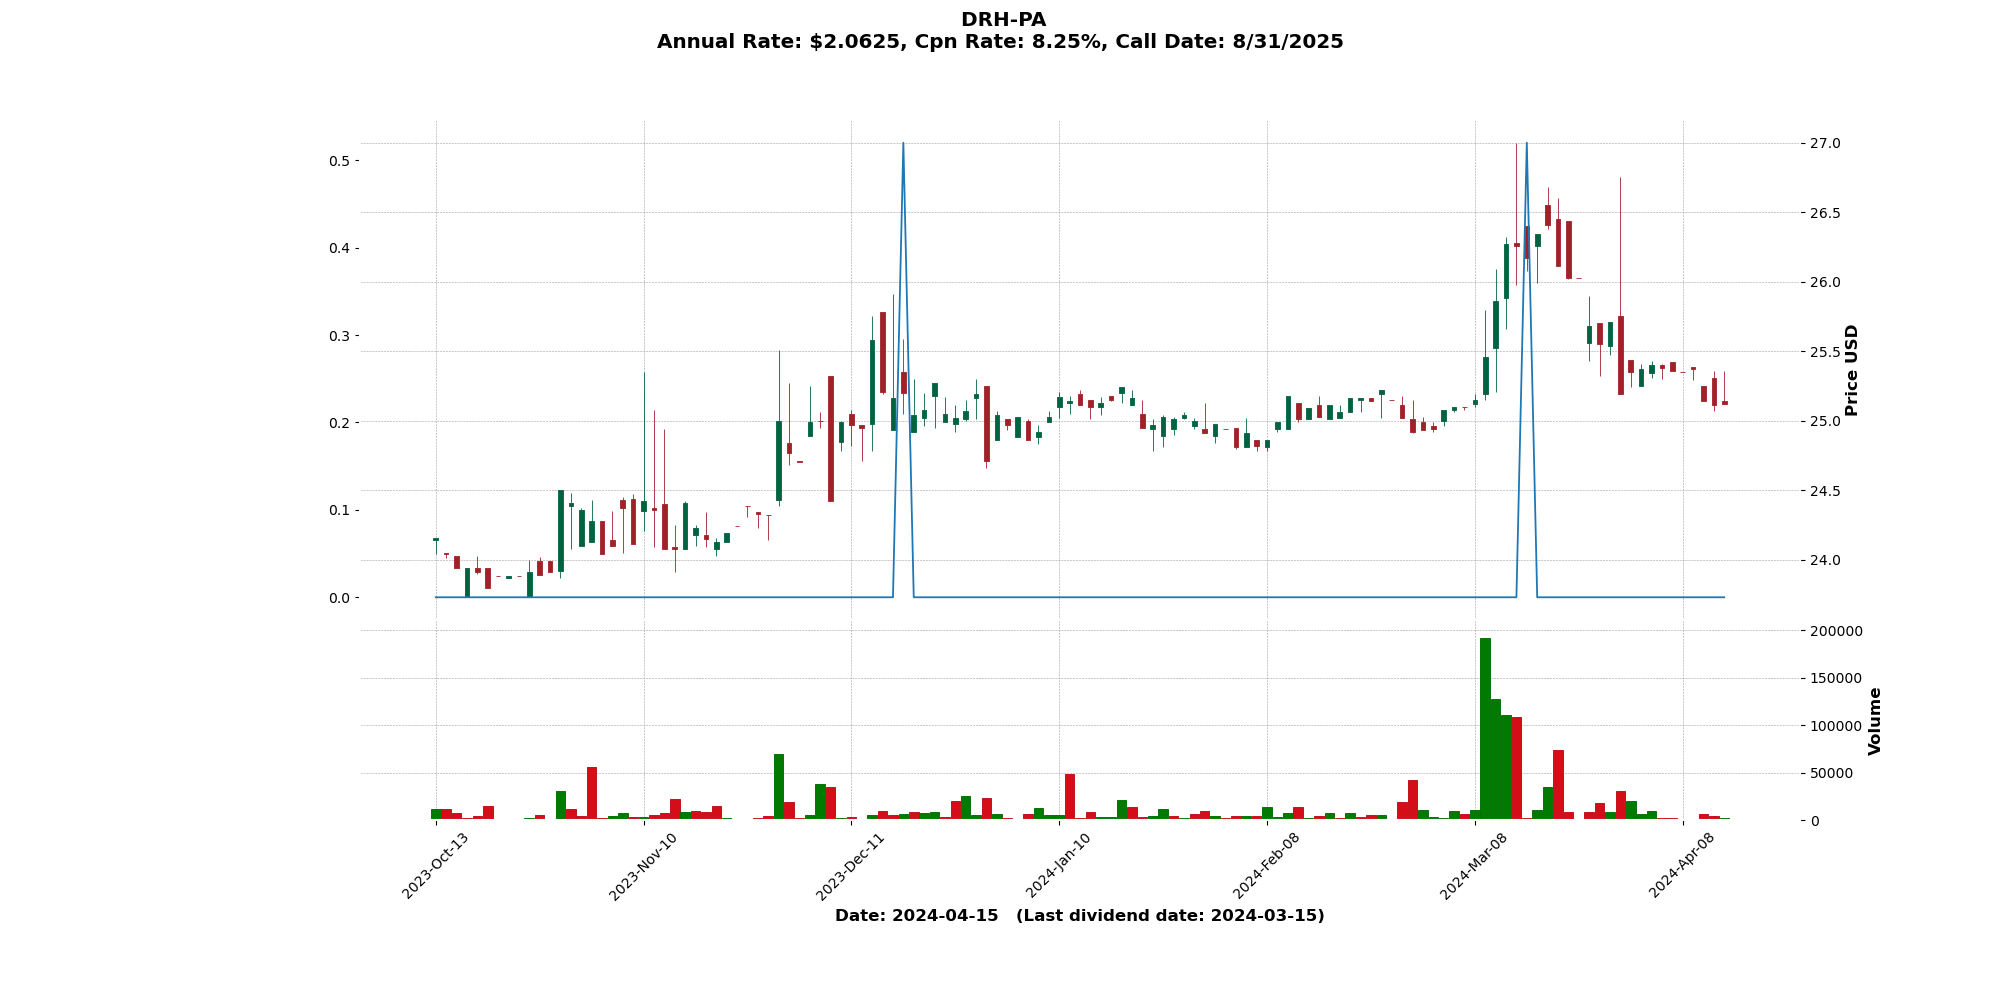 DRH-PA
Annual Rate: $2.0625, Cpn Rate: 8.25%, Call Date: 8/31/2025
0.5
0.4
0.3
0.2
0.1
0.0
27.0
26.5
26.0
25.5
25.0
24.5
24.0
Price USD
200000
150000
100000
50000
0
Volume
2023-Oct-13
2023-Nov-10
2023-Dec-11
2024-Jan-10
2024-Feb-08
2024-Mar-08
2024-Apr-08
Date: 2024-04-15 (Last dividend date: 2024-03-15)